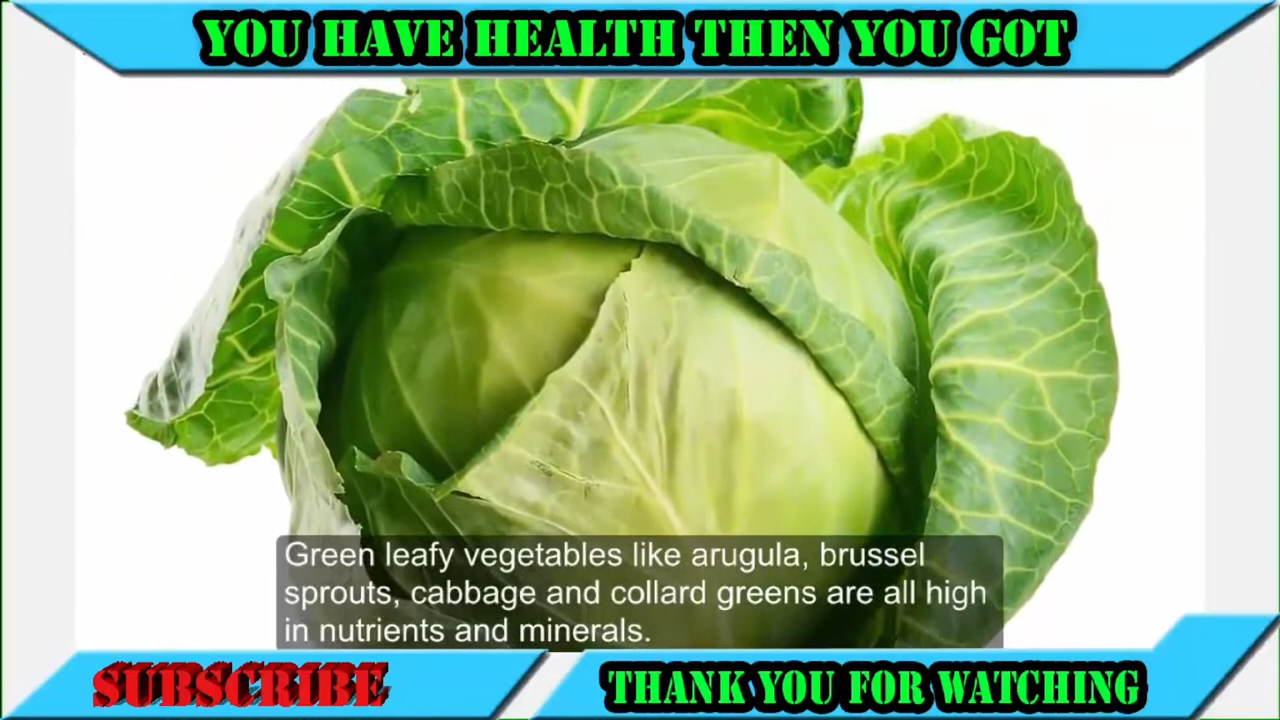 YOU HAVE HEALTH THEN YOU GOT
Green leafy vegetables like arugula, brussel
sprouts, cabbage and collard greens are all high
in nutrients and minerals.
SUBSCRIBE
THANK YOU FOR WATCHING